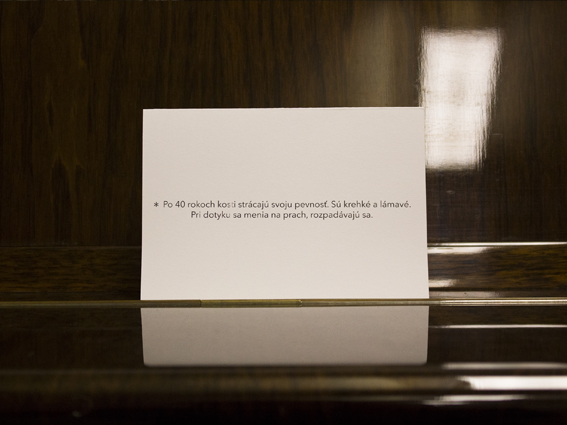 * Po 40 rokoch kosti strácajú svoju pevnosť. Sú krehké a lámavé.
Pri dotyku sa menia na prach, rozpadávajú sa.